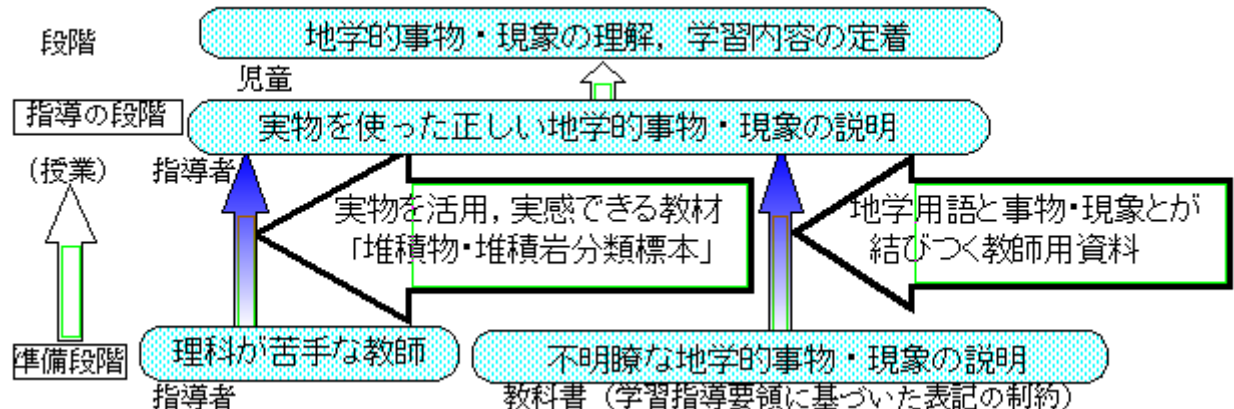 段階
地学的事物・現象の理解，学習内容の定着
児童
指導の段階
実物を使った正しい地学的事物・現象の説明
(授業)
指導者
実物を活用，実感できる教材
「堆積物・堆積岩分類標本」
地学用語と事物・現象とが
結びつく教師用資料
準備段階
理科が苦手な教師
不明瞭な地学的事物・現象の説明
指導者
教科書（学習指導要領に基づいた表記の制約）